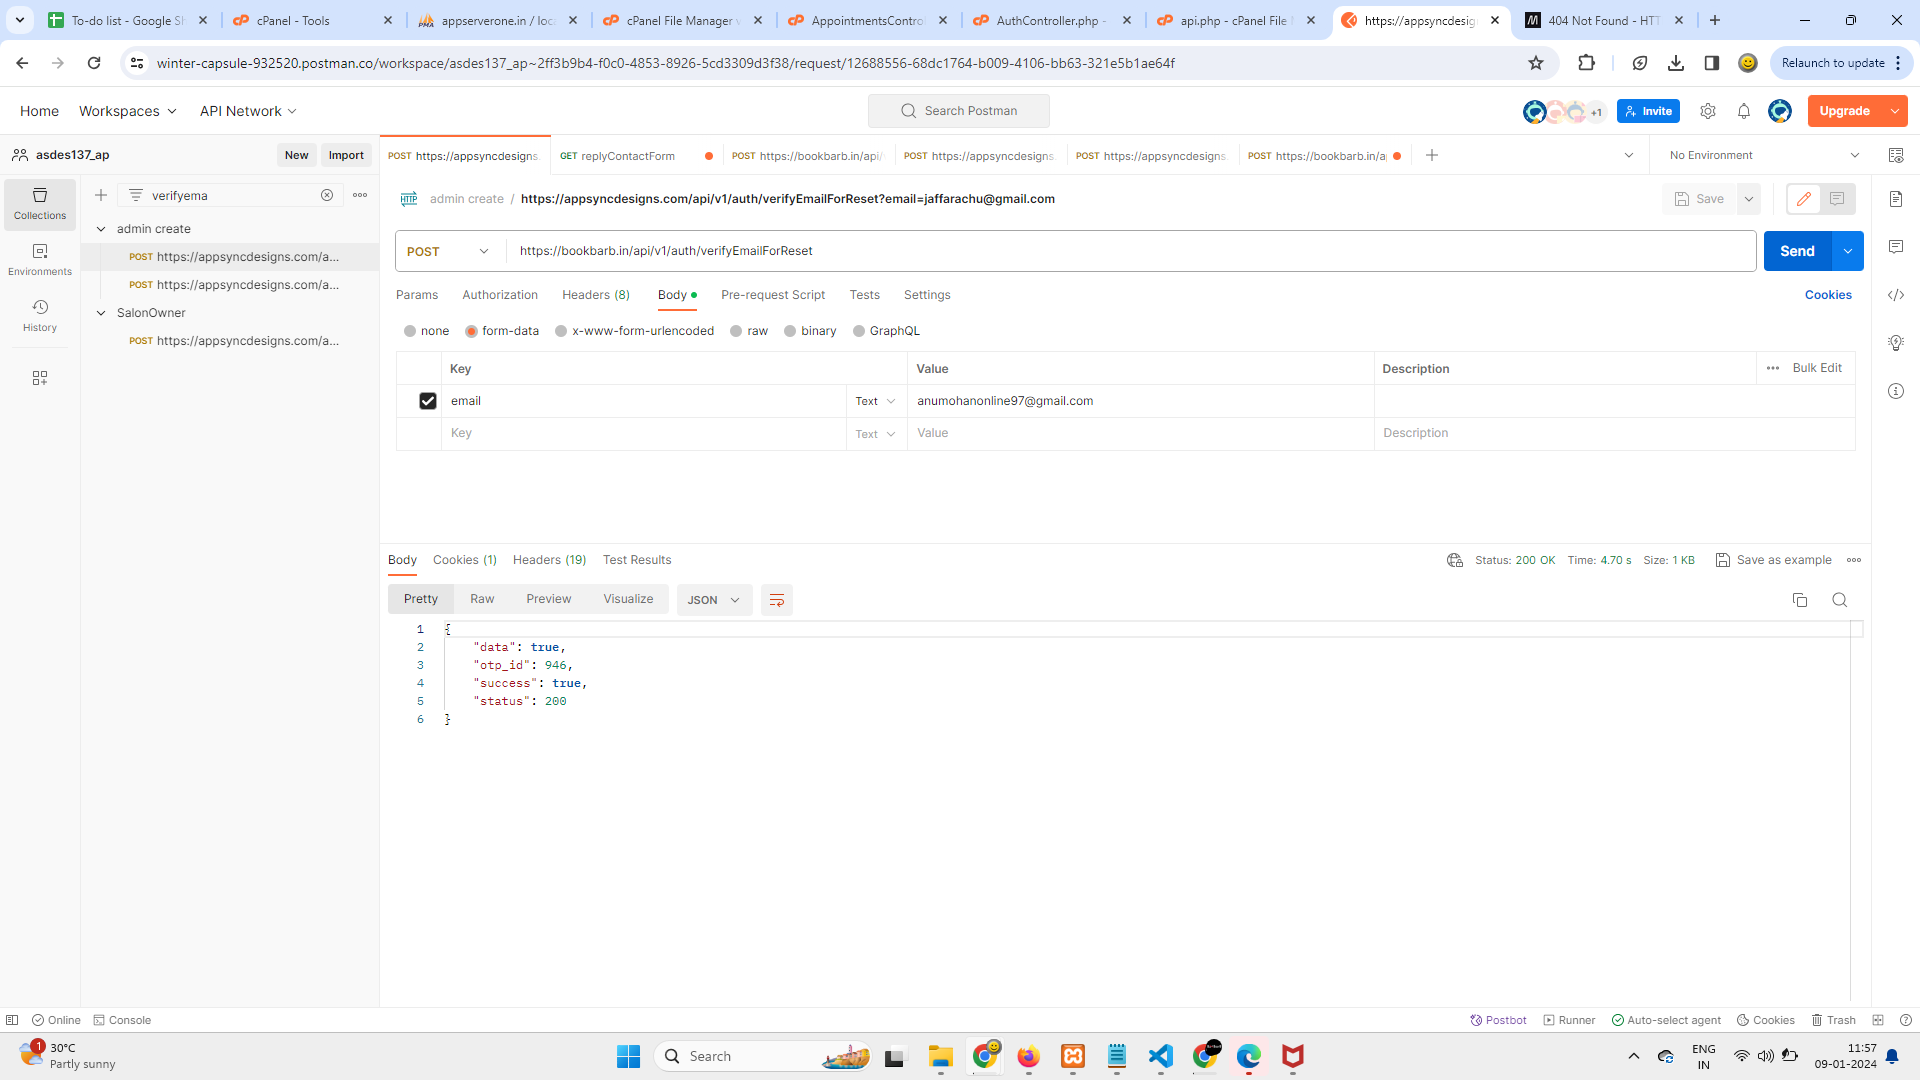 To-do list - Google Sh
cPanel - Tools
appserverone.in / loc
cPanel File Manager v
AppointmentsControl
AuthController.php -
api.php - cPanel File M
https://appsyncdesign
404 Not Found - HTT
winter-capsule-932520.postman.co/workspace/asdes137_ap~2ff3b9b4-f0c0-4853-8926-5cd3309d3f38/request/12688556-68dc1764-b009-4106-bb63-321e5b1ae64f
Relaunch to update
Home
Workspaces
API Network
Search Postman
+1
Invite
Upgrade
asdes137_ap
New
Import
POST https://appsyncdesigns.
GET replyContactForm
POST https://bookbarb.in/api/
POST https://appsyncdesigns.
POST https://appsyncdesigns.
POST https://bookbarb.in/a
No Environment
Collections
Environments
History
verifyema
admin create
POST https://appsyncdesigns.com/a...
POST https://appsyncdesigns.com/a...
SalonOwner
POST https://appsyncdesigns.com/a...
HTTP admin create / https://appsyncdesigns.com/api/v1/auth/verifyEmailForReset?email=jaffarachu@gmail.com
Save
POST
https://bookbarb.in/api/v1/auth/verifyEmailForReset
Send
Params Authorization Headers (8) Body Pre-request Script Tests Settings
Cookies
none form-data x-www-form-urlencoded raw binary GraphQL
Key Value Description Bulk Edit
email Text anumohanonline97@gmail.com
Key Text Value Description
Body Cookies (1) Headers (19) Test Results
Status: 200 OK Time: 4.70 s Size: 1 KB Save as example
Pretty Raw Preview Visualize JSON
1 {
2 "data": true,
3 "otp_id": 946,
4 "success": true,
5 "status": 200
6 }
Online Console
Postbot Runner Auto-select agent Cookies Trash
1
30°C
Partly sunny
Search
ENG
IN
11:57
09-01-2024